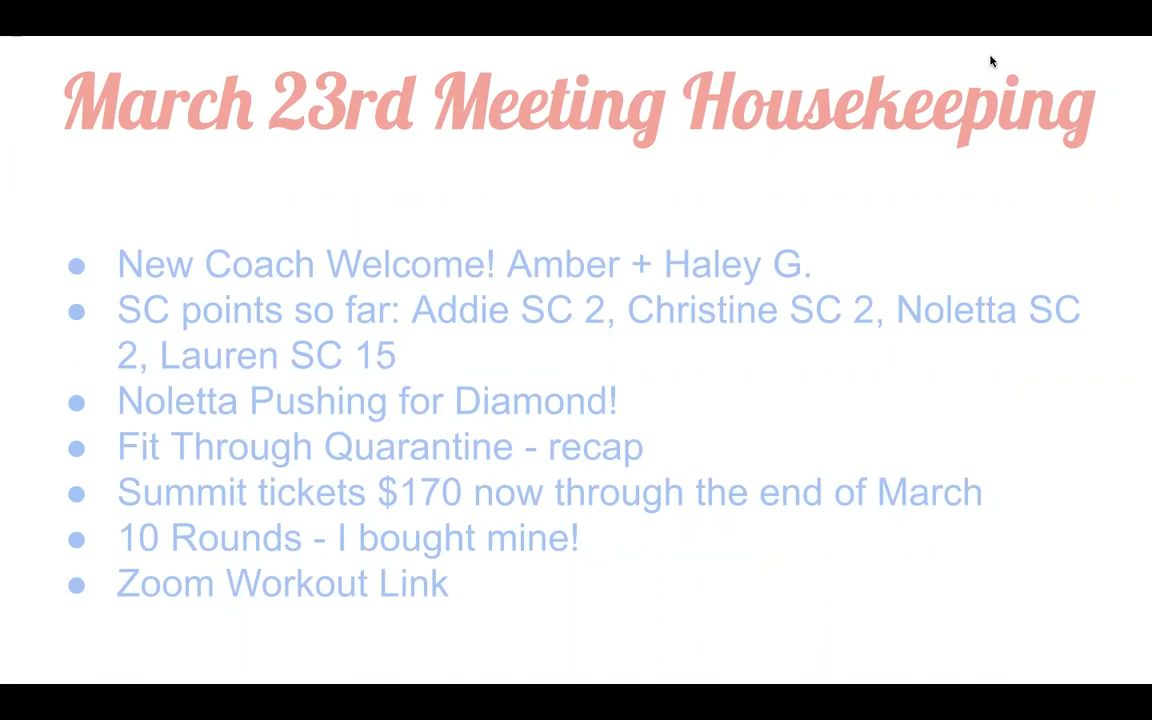 March 23rd Meeting Housekeeping
● New Coach Welcome! Amber + Haley G.
● SC points so far: Addie SC 2, Christine SC 2, Noletta SC
2, Lauren SC 15
● Noletta Pushing for Diamond!
● Fit Through Quarantine - recap
● Summit tickets $170 now through the end of March
● 10 Rounds - I bought mine!
● Zoom Workout Link